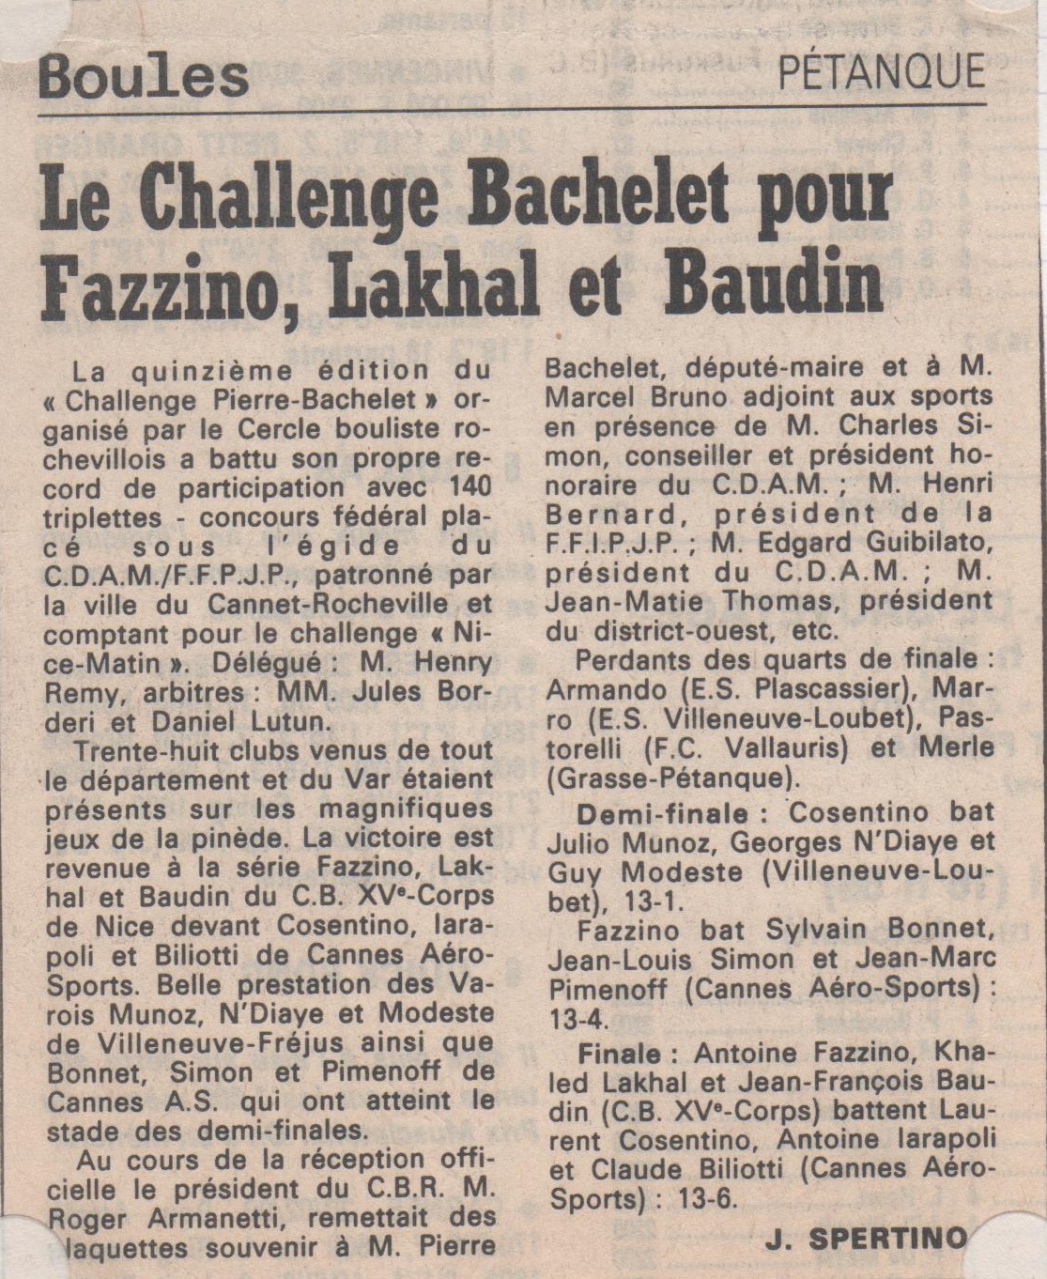 Boules
PÉTANQUE
Le Challenge Bachelet pour
Fazzino, Lakhal et Baudin
La quinzième édition du
« Challenge Pierre-Bachelet » or-
ganisé par le Cercle bouliste ro-
chevillois a battu son propre re-
cord de participation avec 140
triplettes - concours fédéral pla-
cé sous l'égide du
C.D.A.M./F.F.P.J.P., patronné par
la ville du Cannet-Rocheville et
comptant pour le challenge « Ni-
ce-Matin ». Délégué : M. Henry
Remy, arbitres : MM. Jules Bor-
deri et Daniel Lutun.
Trente-huit clubs venus de tout
le département et du Var étaient
présents sur les magnifiques
jeux de la pinède. La victoire est
revenue à la série Fazzino, Lak-
hal et Baudin du C.B. XVe-Corps
de Nice devant Cosentino, Iara-
poli et Biliotti de Cannes Aéro-
Sports. Belle prestation des Va-
rois Munoz, N'Diaye et Modeste
de Villeneuve-Fréjus ainsi que
Bonnet, Simon et Pimenoff de
Cannes A.S. qui ont atteint le
stade des demi-finales.
Au cours de la réception offi-
cielle le président du C.B.R. M.
Roger Armanetti, remettait des
laquettes souvenir à M. Pierre
Bachelet, député-maire et à M.
Marcel Bruno adjoint aux sports
en présence de M. Charles Si-
mon, conseiller et président ho-
noraire du C.D.A.M. ; M. Henri
Bernard, président de la
F.F.I.P.J.P. ; M. Edgard Guibilato,
président du C.D.A.M. ; M.
Jean-Matie Thomas, président
du district-ouest, etc.
Perdants des quarts de finale :
Armando (E.S. Plascassier), Mar-
ro (E.S. Villeneuve-Loubet), Pas-
torelli (F.C. Vallauris) et Merle
(Grasse-Pétanque).
Demi-finale : Cosentino bat
Julio Munoz, Georges N'Diaye et
Guy Modeste (Villeneuve-Lou-
bet), 13-1.
Fazzino bat Sylvain Bonnet,
Jean-Louis Simon et Jean-Marc
Pimenoff (Cannes Aéro-Sports) :
13-4.
Finale : Antoine Fazzino, Kha-
led Lakhal et Jean-François Bau-
din (C.B. XVe-Corps) battent Lau-
rent Cosentino, Antoine Iarapoli
et Claude Biliotti (Cannes Aéro-
Sports) : 13-6.
J. SPERTINO